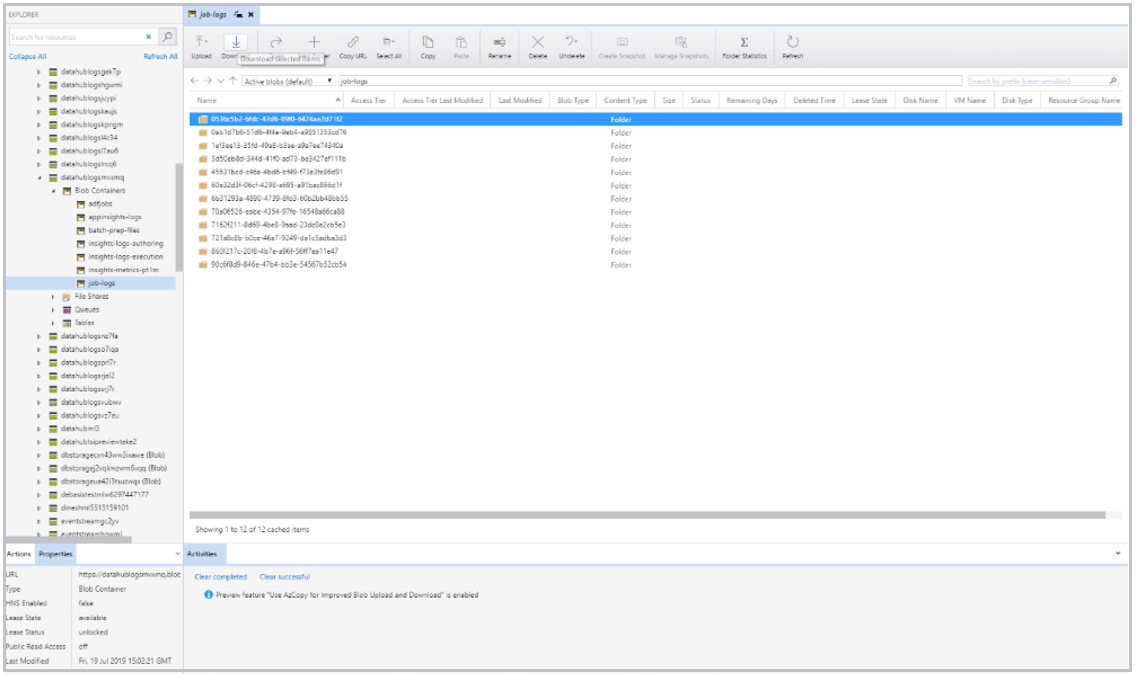 EXPLORER
Search for resources
Collapse All Refresh All
datahublogsgek7p
datahublogshgwmi
datahublogsjuypi
datahublogskaujs
datahublogskprgm
datahublogsl4c34
datahublogsl7au6
datahublogslrcq6
datahublogsmvxmq
Blob Containers
adfjobs
appinsights-logs
batch-prep-files
insights-logs-authoring
insights-logs-execution
insights-metrics-pt1m
job-logs
File Shares
Queues
Tables
datahublogsnz7fa
datahublogso7iqa
datahublogsprl7r
datahublogsrjel2
datahublogssrj7r
datahublogsvubwv
datahublogsvz7eu
datahubml3
datahubtsipreviewtake2
dbstoragecxn43ww3ixawe (Blob)
dbstoragej2vqkwzwm6vqq (Blob)
dbstorageue42i3tsuzwqs (Blob)
debasistestmlw6297447177
dineshml5515159101
eventstreamgc2yv
Actions Properties
URL https://datahublogsmvxmq.blob
Type Blob Container
HNS Enabled false
Lease State available
Lease Status unlocked
Public Read Access off
Last Modified Fri, 19 Jul 2019 15:02:21 GMT
job-logs
Upload Copy URL Select All Copy Paste Rename Delete Undelete Create Snapshot Manage Snapshots Folder Statistics Refresh
Download selected items
Active blobs (default) job-logs Search by prefix (case-sensitive)
Name Access Tier Access Tier Last Modified Last Modified Blob Type Content Type Size Status Remaining Days Deleted Time Lease State Disk Name VM Name Disk Type Resource Group Name
0536c5b2-6fdc-47d6-89f0-6474ae2d71f2 Folder
0ab1d7b6-51d6-4f4e-9eb4-a9851353cd76 Folder
1ef3ee13-35fd-49a8-b3ae-a9a7ee74340a Folder
3d50eb8d-344d-41f0-ad73-be3427ef111b Folder
45631bcd-c46a-4bd6-bf49-f73e3fe86d91 Folder
60e32d3f-06cf-4298-a695-a91bac866d1f Folder
6b31293a-4890-4739-8fd3-60b2bb48bb55 Folder
70a06526-eabe-4354-97fe-16548a66ca88 Folder
7162f211-8d69-4be8-9aad-23dc8e2cb5e3 Folder
721a8c8b-b0ce-46a7-9249-da1c5adba3d3 Folder
860f217c-20f8-4b7e-a96f-56ff7ea11e47 Folder
90c6f8d9-846e-47b4-bb3e-54567b52cb54 Folder
Showing 1 to 12 of 12 cached items
Activities
Clear completed Clear successful
Preview feature "Use AzCopy for Improved Blob Upload and Download" is enabled